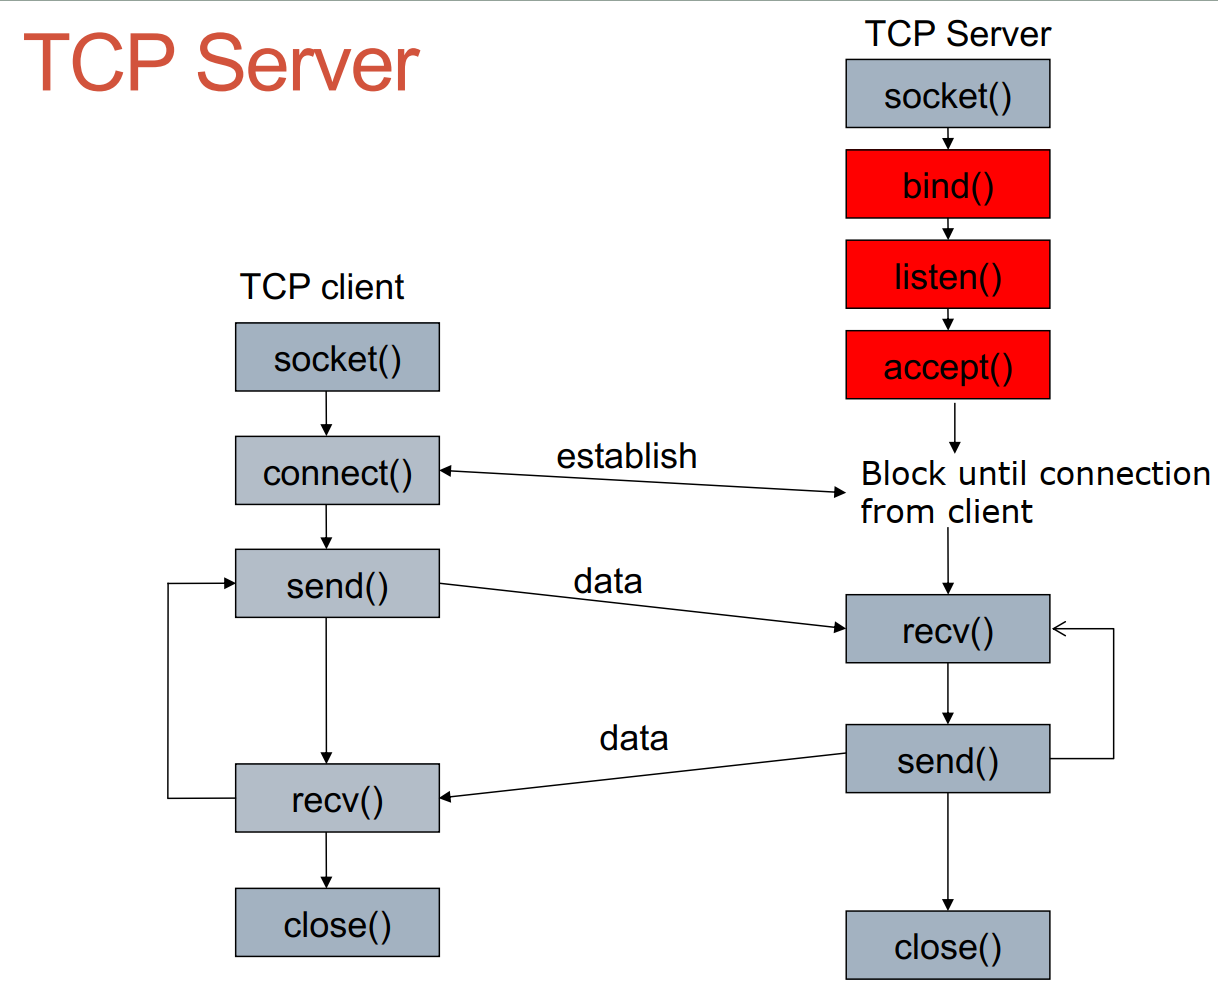 TCP Server
TCP Server
socket()
bind()
listen()
accept()
Block until connection
from client
recv()
send()
close()
TCP client
socket()
connect()
send()
recv()
close()
establish
data
data